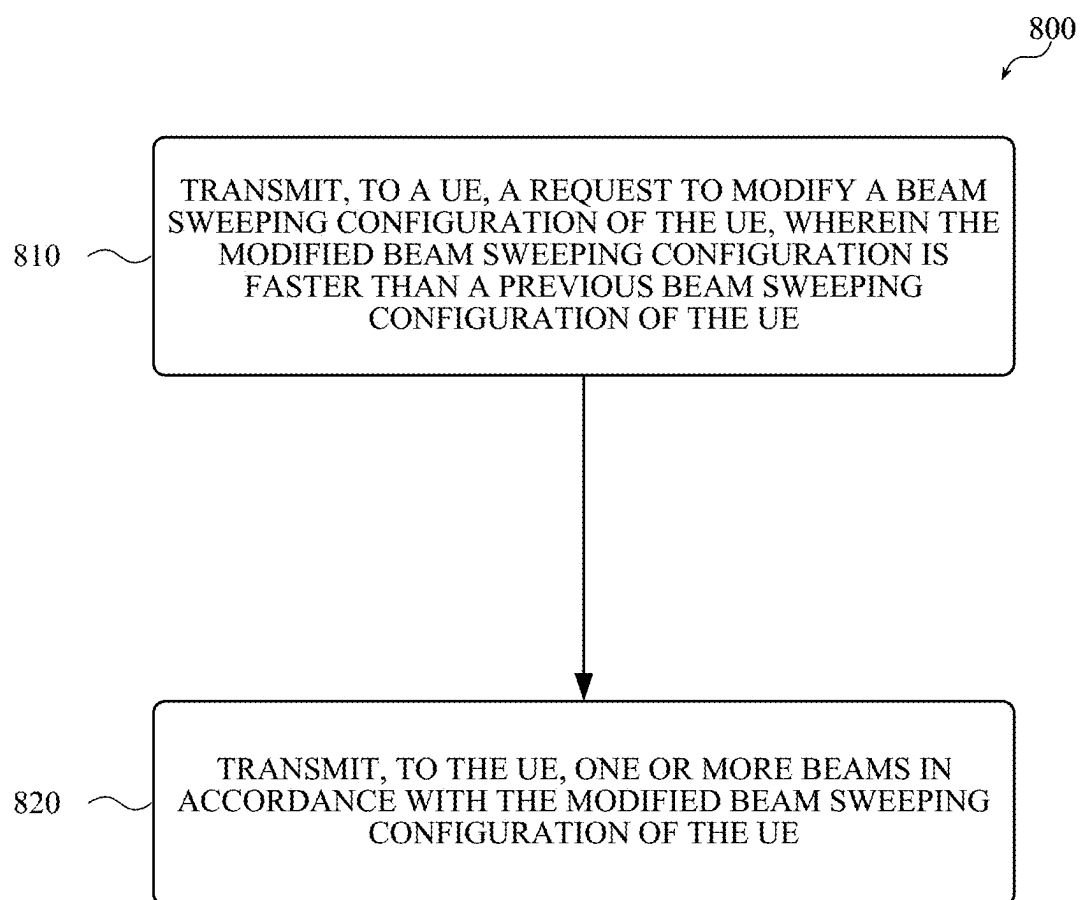 800
TRANSMIT, TO A UE, A REQUEST TO MODIFY A BEAM
SWEEPING CONFIGURATION OF THE UE, WHEREIN THE
810
MODIFIED BEAM SWEEPING CONFIGURATION IS
FASTER THAN A PREVIOUS BEAM SWEEPING
CONFIGURATION OF THE UE
TRANSMIT, TO THE UE, ONE OR MORE BEAMS IN
820
ACCORDANCE WITH THE MODIFIED BEAM SWEEPING
CONFIGURATION OF THE UE